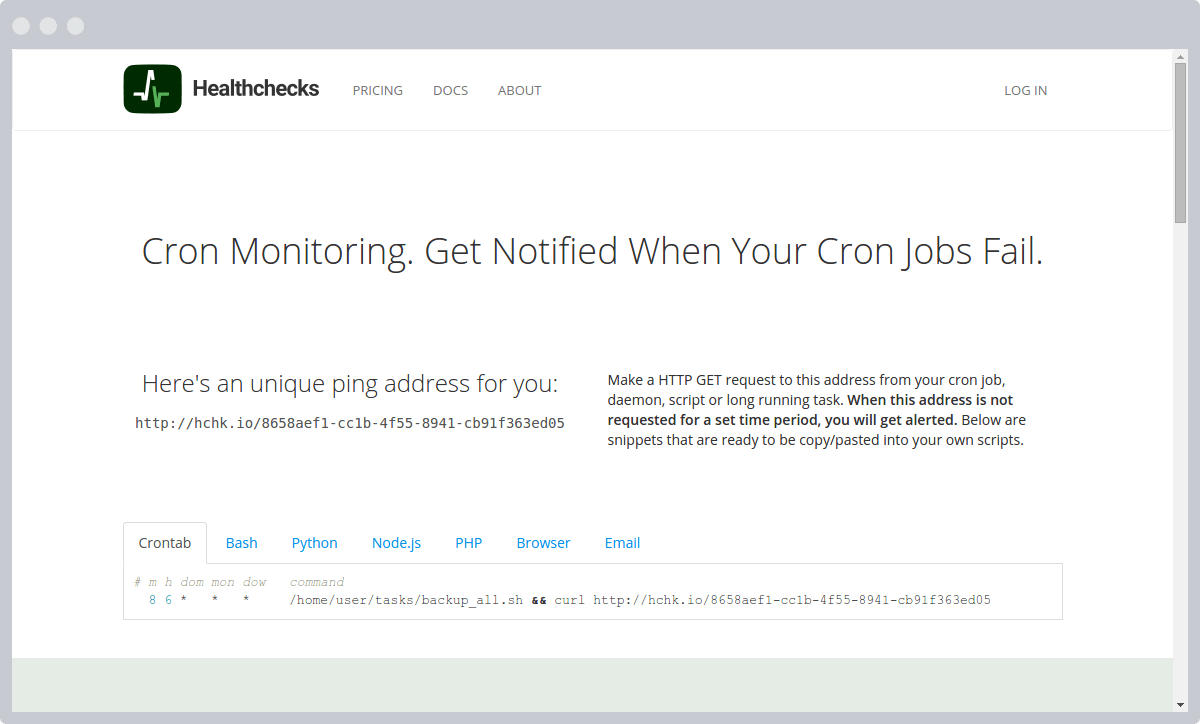 Healthchecks PRICING DOCS ABOUT LOG IN
Cron Monitoring. Get Notified When Your Cron Jobs Fail.
Here's an unique ping address for you:
http://hchk.io/8658aef1-cc1b-4f55-8941-cb91f363ed05
Make a HTTP GET request to this address from your cron job,
daemon, script or long running task. When this address is not
requested for a set time period, you will get alerted. Below are
snippets that are ready to be copy/pasted into your own scripts.
Crontab Bash Python Node.js PHP Browser Email
# m h dom mon dow command
8 6 * * * /home/user/tasks/backup_all.sh && curl http://hchk.io/8658aef1-cc1b-4f55-8941-cb91f363ed05